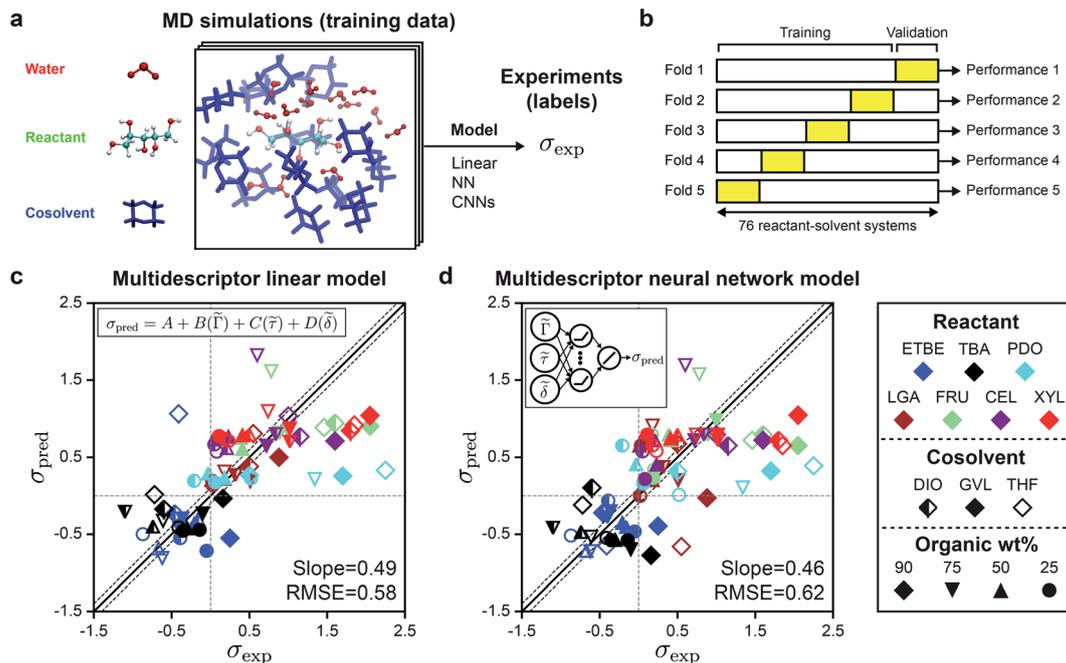 a
MD simulations (training data)
Water
Reactant
Cosolvent
Model
Linear
NN
CNNs
Experiments
(labels)
σexp
b
Training
Validation
Fold 1
Performance 1
Fold 2
Performance 2
Fold 3
Performance 3
Fold 4
Performance 4
Fold 5
Performance 5
76 reactant-solvent systems
c
Multidescriptor linear model
σpred = A + B(Γ̃) + C(τ̃) + D(δ̃)
2.5
1.5
0.5
-0.5
-1.5
σpred
Slope=0.49
RMSE=0.58
-1.5 -0.5 0.5 1.5 2.5
σexp
d
Multidescriptor neural network model
Γ̃
τ̃
δ̃
σpred
2.5
1.5
0.5
-0.5
-1.5
σpred
Slope=0.46
RMSE=0.62
-1.5 -0.5 0.5 1.5 2.5
σexp
Reactant
ETBE TBA PDO
LGA FRU CEL XYL
Cosolvent
DIO GVL THF
Organic wt%
90 75 50 25